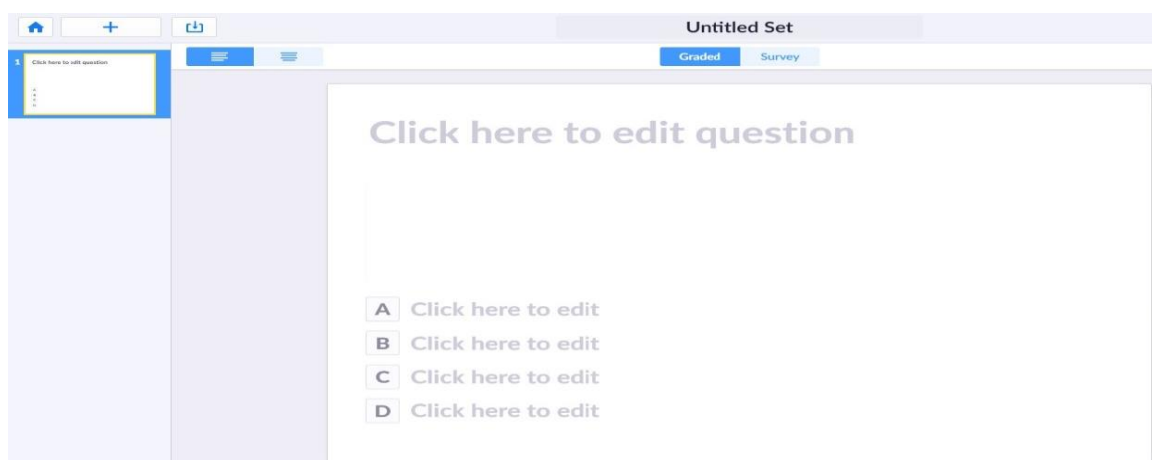 Untitled Set
Graded Survey
1 Click here to edit question
A
B
C
D
Click here to edit question
A Click here to edit
B Click here to edit
C Click here to edit
D Click here to edit